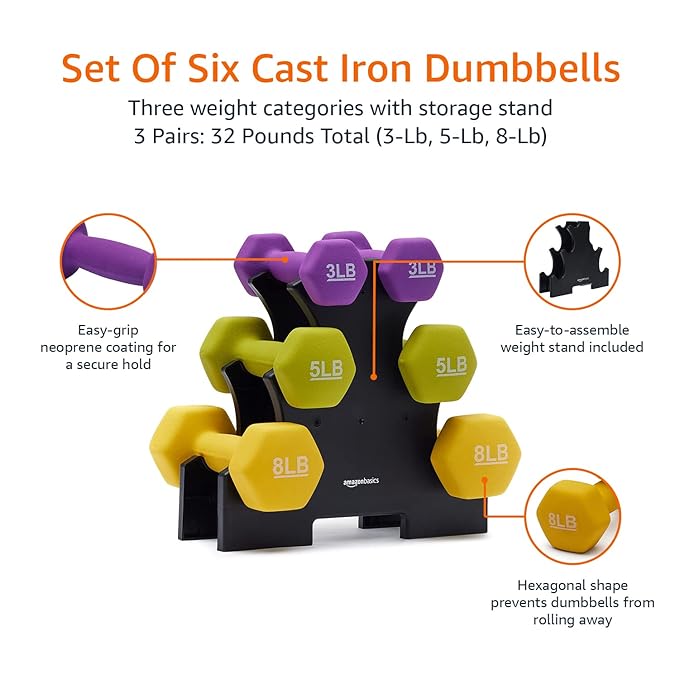 Set Of Six Cast Iron Dumbbells
Three weight categories with storage stand
3 Pairs: 32 Pounds Total (3-Lb, 5-Lb, 8-Lb)
Easy-grip
neoprene coating for
a secure hold
Easy-to-assemble
weight stand included
3LB
3LB
5LB
5LB
8LB
8LB
amazonbasics
8LB
Hexagonal shape
prevents dumbbells from
rolling away